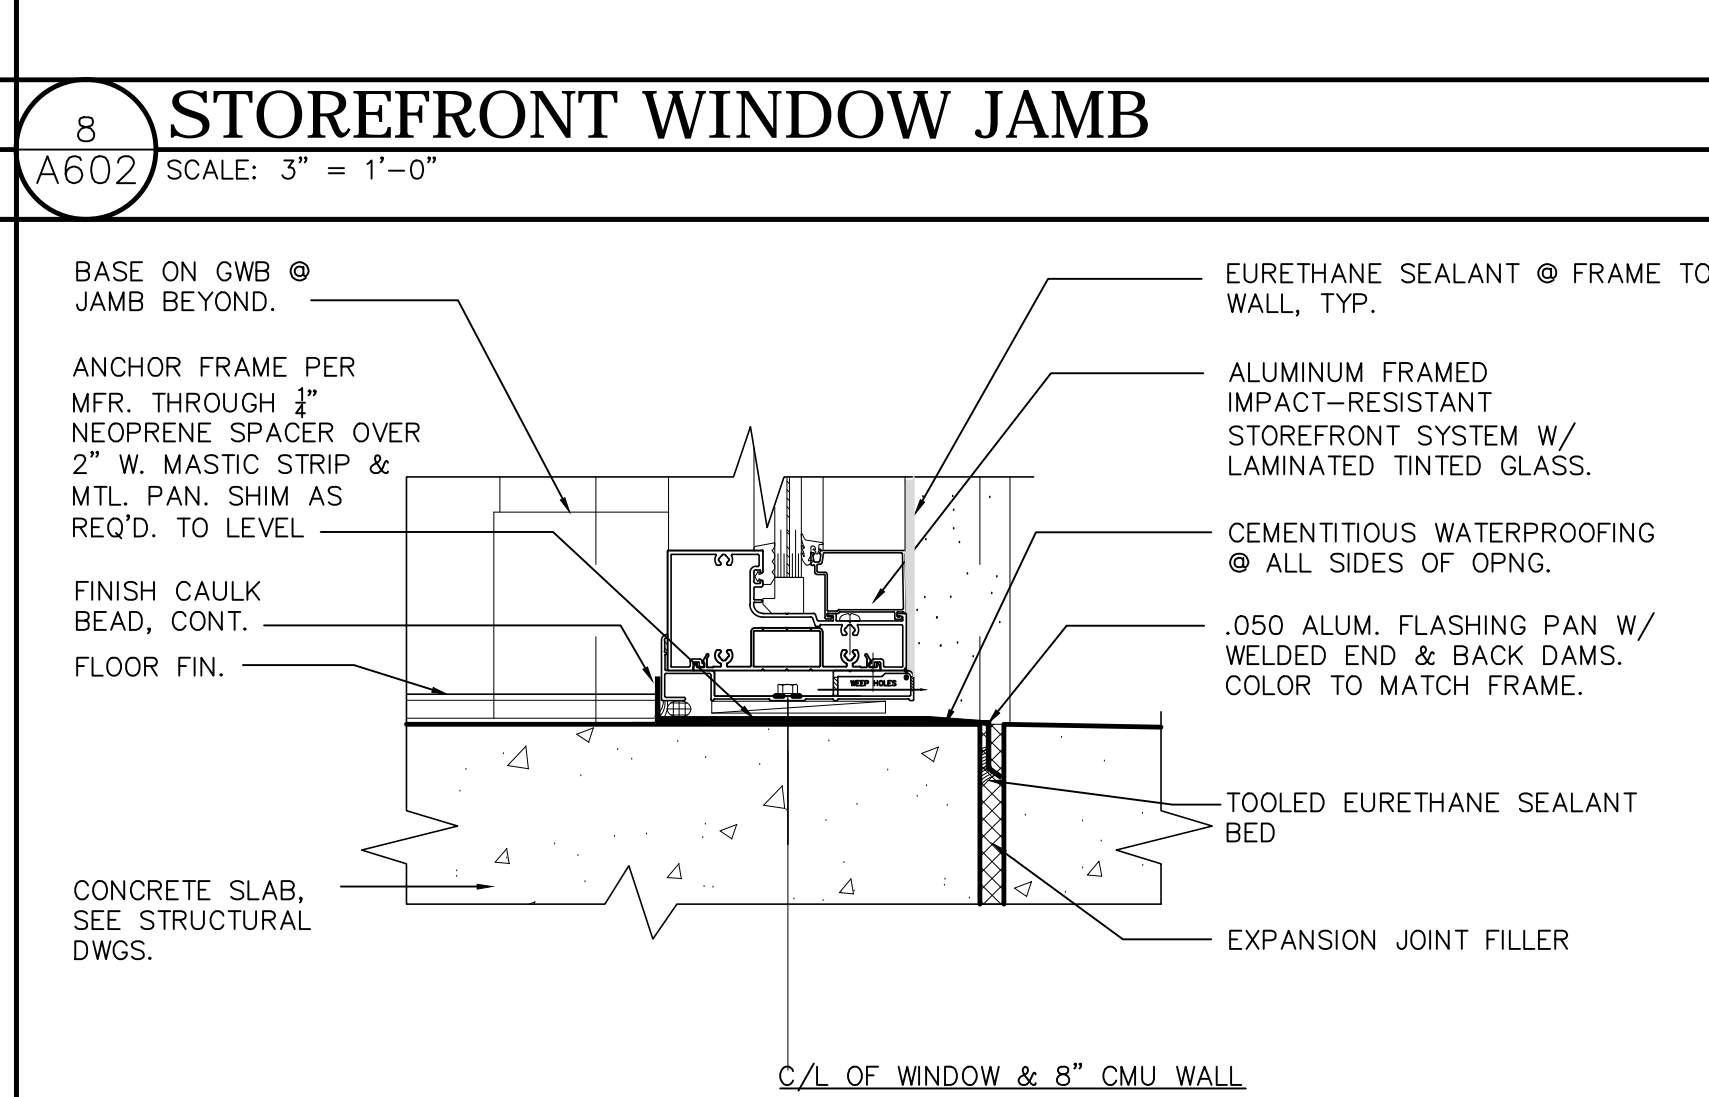 8
A602
STOREFRONT WINDOW JAMB
SCALE: 3" = 1'-0"
BASE ON GWB @
JAMB BEYOND.
ANCHOR FRAME PER
MFR. THROUGH 1/4"
NEOPRENE SPACER OVER
2" W. MASTIC STRIP &
MTL. PAN. SHIM AS
REQ'D. TO LEVEL
FINISH CAULK
BEAD, CONT.
FLOOR FIN.
CONCRETE SLAB,
SEE STRUCTURAL
DWGS.
WEEP HOLES
EURETHANE SEALANT @ FRAME TO
WALL, TYP.
ALUMINUM FRAMED
IMPACT-RESISTANT
STOREFRONT SYSTEM W/
LAMINATED TINTED GLASS.
CEMENTITIOUS WATERPROOFING
@ ALL SIDES OF OPNG.
.050 ALUM. FLASHING PAN W/
WELDED END & BACK DAMS.
COLOR TO MATCH FRAME.
TOOLED EURETHANE SEALANT
BED
EXPANSION JOINT FILLER
C/L OF WINDOW & 8" CMU WALL